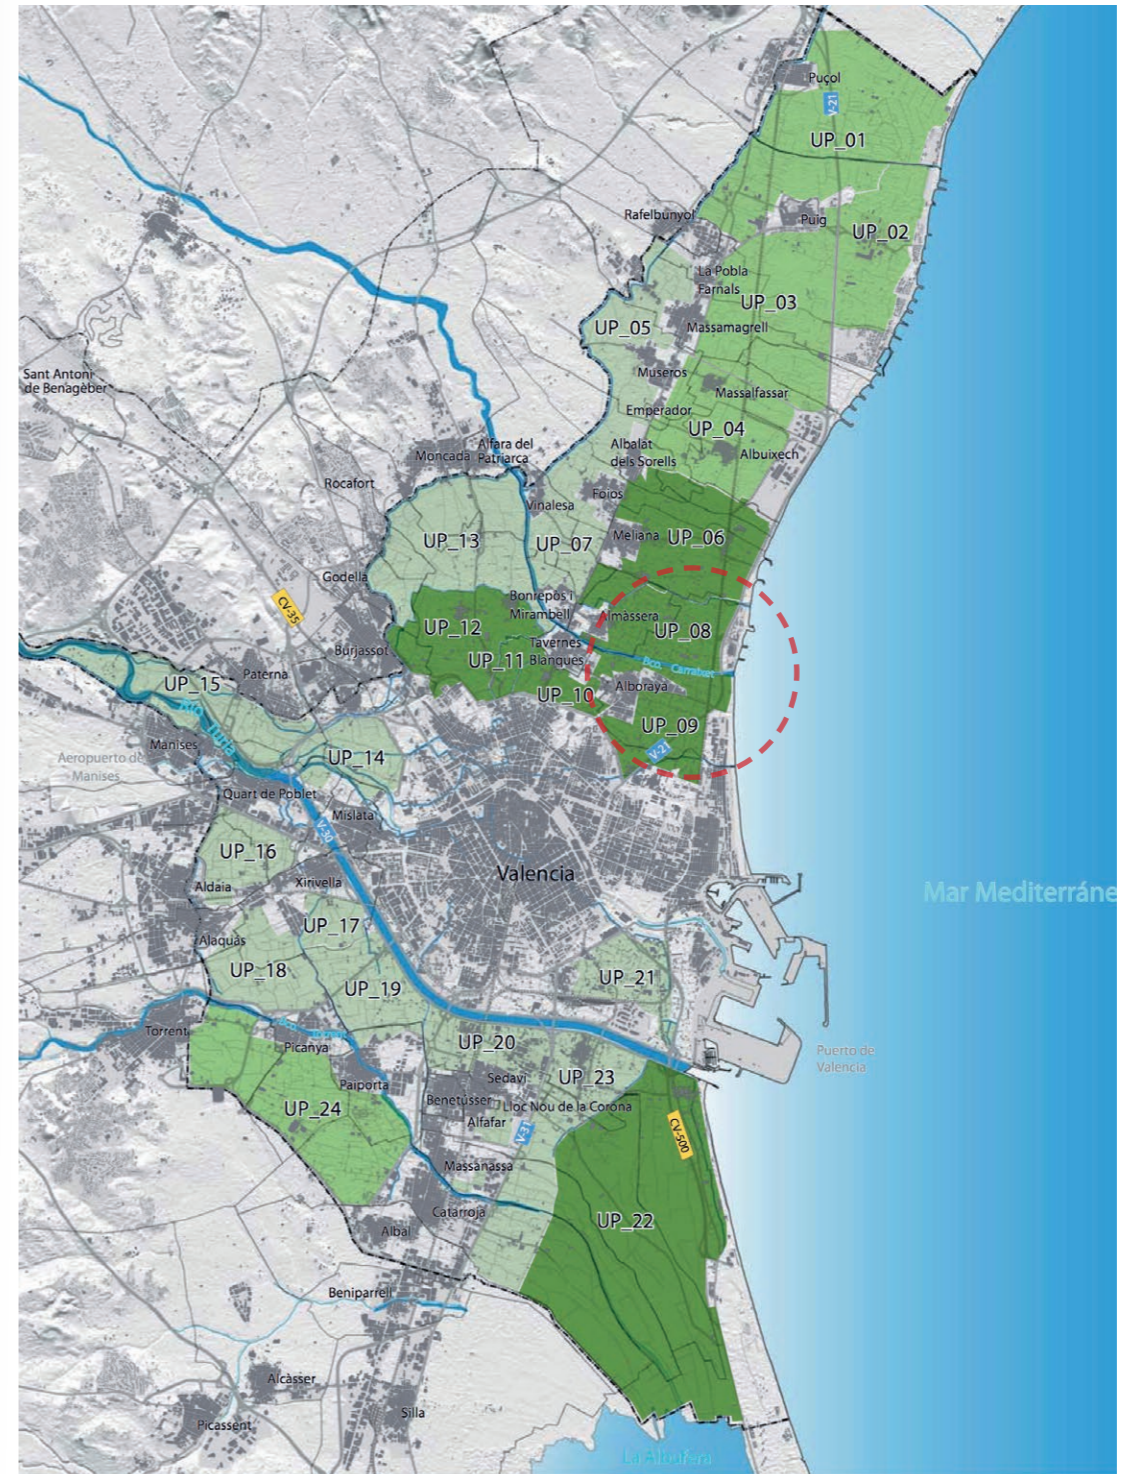 Puçol
V-21
UP_01
Rafelbunyol
Puig
UP_02
La Pobla
Farnals
UP_03
UP_05
Massamagrell
Museros
Sant Antoni
de Benagèber
Massalfassar
Emperador
UP_04
Albalat
dels Sorells
Albuixech
Alfara del
Patriarca
Moncada
Rocafort
Foios
Vinalesa
UP_13
UP_07
Meliana
UP_06
Godella
CV-35
Bonrepòs i
Mirambell
Almàssera
UP_12
UP_08
Tavernes
Blanques
Burjassot
UP_11
Bco. Carraixet
Paterna
UP_15
UP_10
Alboraya
Río Turia
UP_09
V-21
Manises
UP_14
Aeropuerto de
Manises
Quart de Poblet
Mislata
V-30
UP_16
Valencia
Xirivella
Aldaia
Mar Mediterráne
UP_17
Alaquàs
UP_18
UP_19
UP_21
Torrent
Picanya
UP_20
Puerto de
Valencia
Paiporta
Sedaví
UP_23
Benetússer
Lloc Nou de la Corona
UP_24
Alfafar
V-31
CV-500
Massanassa
Catarroja
UP_22
Albal
Beniparrell
Alcàsser
Silla
Picassent
La Albufera